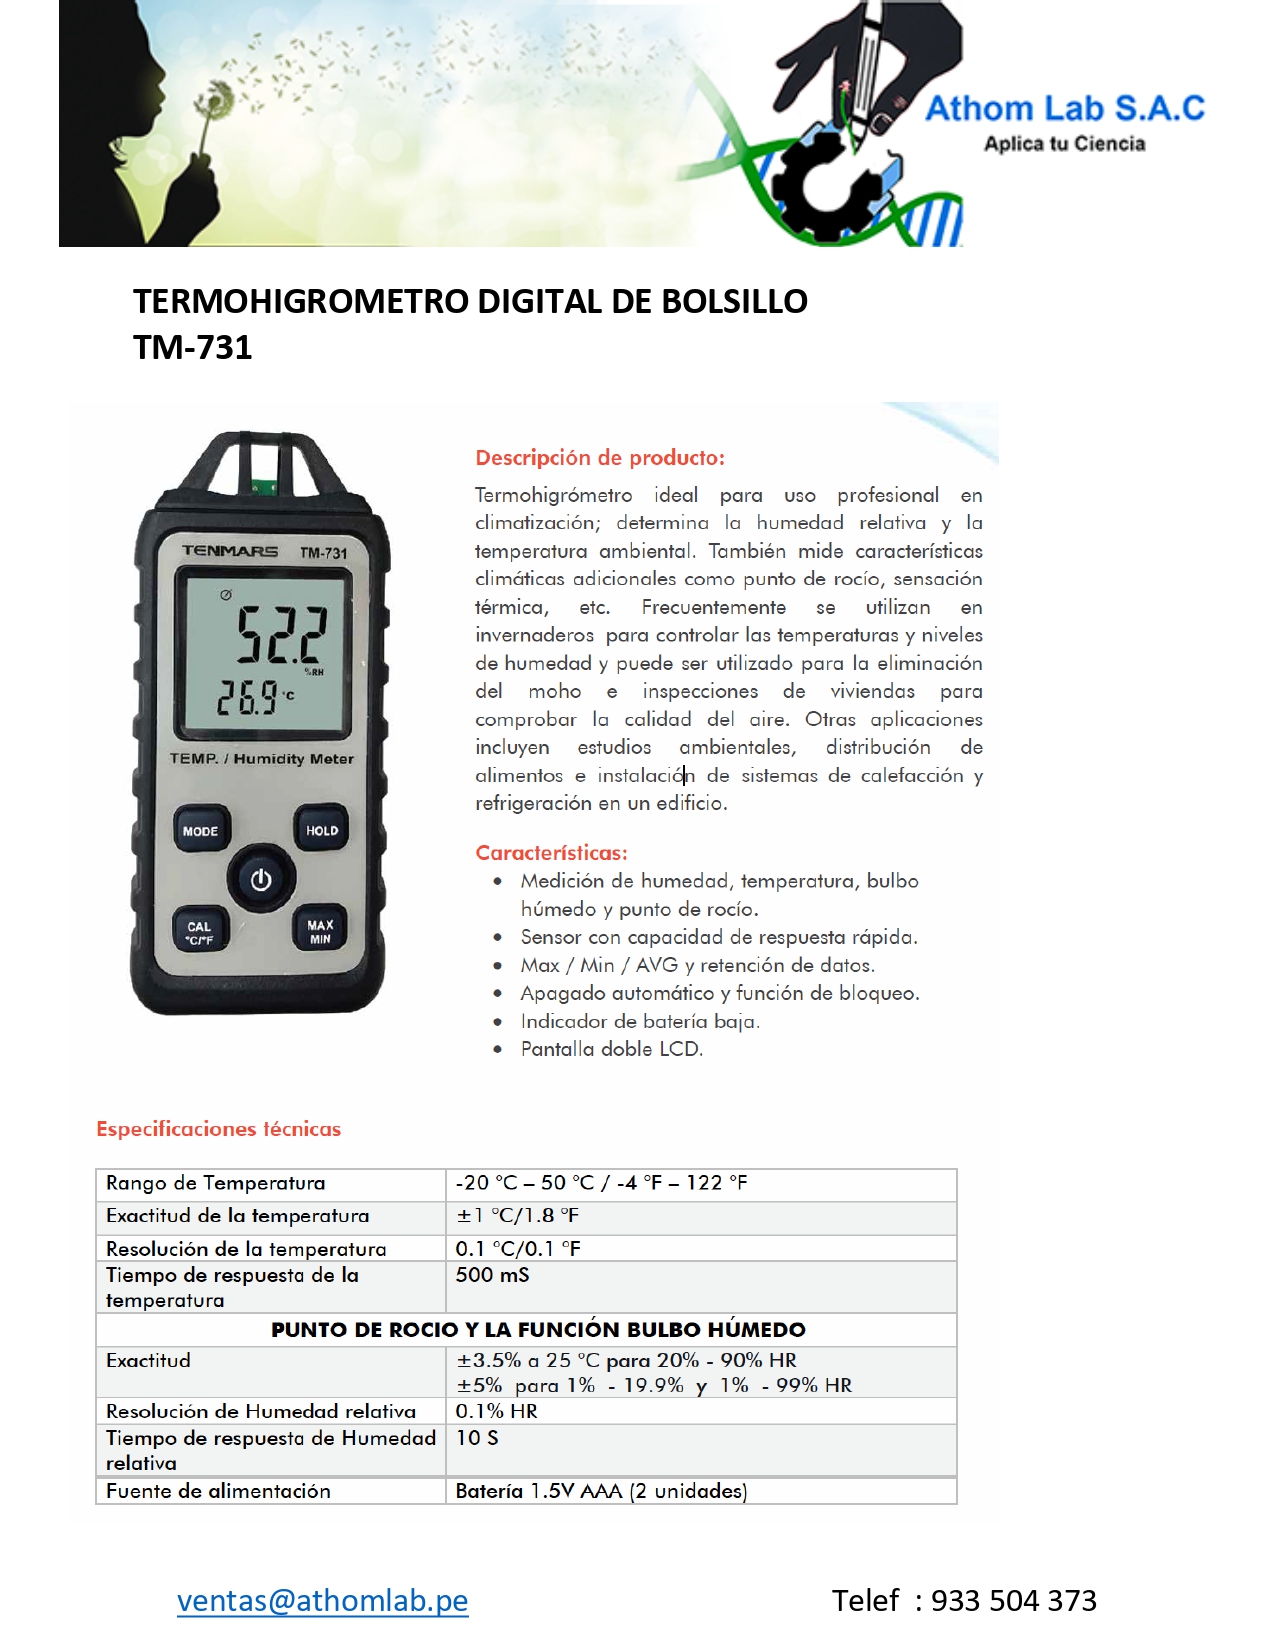 Athom Lab S.A.C
Aplica tu Ciencia
TERMOHIGROMETRO DIGITAL DE BOLSILLO
TM-731
TENMARS TM-731
52.2
%RH
26.9 °C
TEMP. / Humidity Meter
MODE
HOLD
CAL
°C/°F
MAX
MIN
Descripción de producto:
Termohigrómetro ideal para uso profesional en
climatización; determina la humedad relativa y la
temperatura ambiental. También mide características
climáticas adicionales como punto de rocío, sensación
térmica, etc. Frecuentemente se utilizan en
invernaderos para controlar las temperaturas y niveles
de humedad y puede ser utilizado para la eliminación
del moho e inspecciones de viviendas para
comprobar la calidad del aire. Otras aplicaciones
incluyen estudios ambientales, distribución de
alimentos e instalación de sistemas de calefacción y
refrigeración en un edificio.
Características:
• Medición de humedad, temperatura, bulbo
húmedo y punto de rocío.
• Sensor con capacidad de respuesta rápida.
• Max / Min / AVG y retención de datos.
• Apagado automático y función de bloqueo.
• Indicador de batería baja.
• Pantalla doble LCD.
Especificaciones técnicas
Rango de Temperatura -20 °C – 50 °C / -4 °F – 122 °F
Exactitud de la temperatura ±1 °C/1.8 °F
Resolución de la temperatura 0.1 °C/0.1 °F
Tiempo de respuesta de la 500 mS
temperatura
PUNTO DE ROCIO Y LA FUNCIÓN BULBO HÚMEDO
Exactitud ±3.5% a 25 °C para 20% - 90% HR
±5% para 1% - 19.9% y 1% - 99% HR
Resolución de Humedad relativa 0.1% HR
Tiempo de respuesta de Humedad 10 S
relativa
Fuente de alimentación Batería 1.5V AAA (2 unidades)
ventas@athomlab.pe Telef : 933 504 373